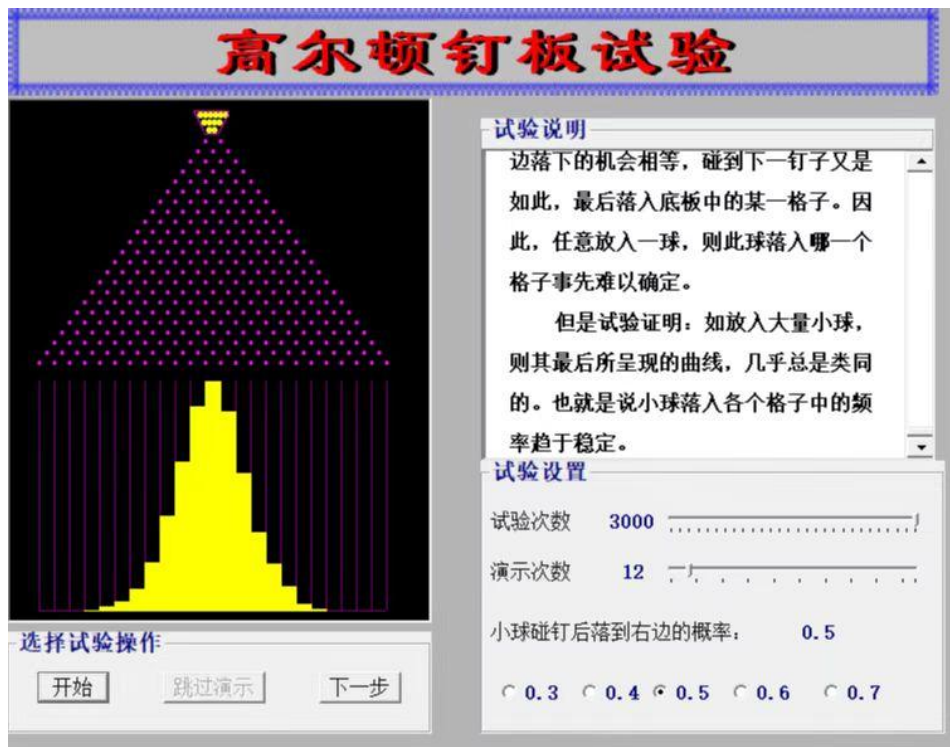 高尔顿钉板试验
试验说明
边落下的机会相等，碰到下一钉子又是
如此，最后落入底板中的某一格子。因
此，任意放入一球，则此球落入哪一个
格子事先难以确定。
但是试验证明：如放入大量小球，
则其最后所呈现的曲线，几乎总是类同
的。也就是说小球落入各个格子中的频
率趋于稳定。
试验设置
试验次数 3000
演示次数 12
小球碰钉后落到右边的概率： 0.5
0.3 0.4 0.5 0.6 0.7
选择试验操作
开始 跳过演示 下一步